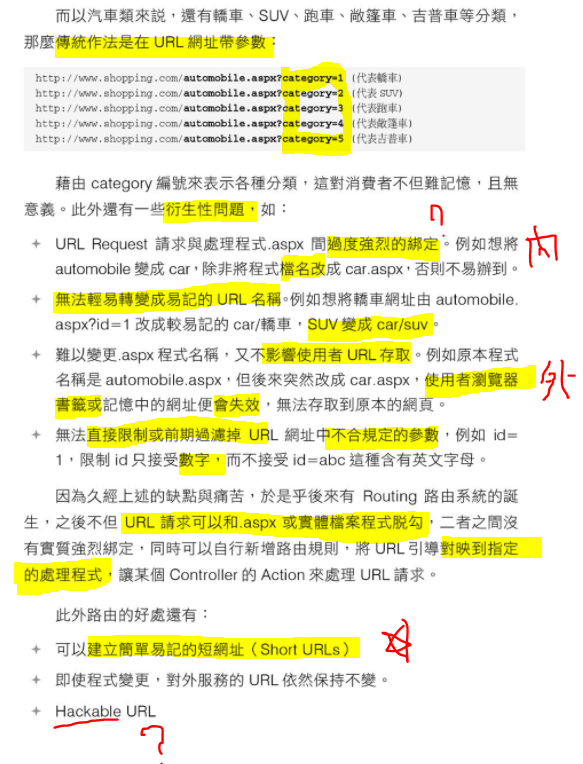 而以汽車類來説，還有轎車、SUV、跑車、敞篷車、吉普車等分類，
那麼傳統作法是在 URL 網址帶參數：
http://www.shopping.com/automobile.aspx?category=1 (代表轎車)
http://www.shopping.com/automobile.aspx?category=2 (代表 SUV)
http://www.shopping.com/automobile.aspx?category=3 (代表跑車)
http://www.shopping.com/automobile.aspx?category=4 (代表敞篷車)
http://www.shopping.com/automobile.aspx?category=5 (代表吉普車)
藉由 category 編號來表示各種分類，這對消費者不但難記憶，且無
意義。此外還有一些衍生性問題，如：
?
✦ URL Request 請求與處理程式.aspx 間過度強烈的綁定。例如想將
內
automobile 變成 car，除非將程式檔名改成 car.aspx，否則不易辦到。
✦ 無法輕易轉變成易記的 URL 名稱。例如想將轎車網址由 automobile.
aspx?id=1 改成較易記的 car/轎車，SUV 變成 car/suv。
✦ 難以變更.aspx 程式名稱，又不影響使用者 URL 存取。例如原本程式
名稱是 automobile.aspx，但後來突然改成 car.aspx，使用者瀏覽器
外
書籤或記憶中的網址便會失效，無法存取到原本的網頁。
✦ 無法直接限制或前期過濾掉 URL 網址中不合規定的參數，例如 id=
1，限制 id 只接受數字，而不接受 id=abc 這種含有英文字母。
因為久經上述的缺點與痛苦，於是乎後來有 Routing 路由系統的誕
生，之後不但 URL 請求可以和.aspx 或實體檔案程式脱勾，二者之間沒
有實質強烈綁定，同時可以自行新增路由規則，將 URL 引導對映到指定
的處理程式，讓某個 Controller 的 Action 來處理 URL 請求。
此外路由的好處還有：
✦ 可以建立簡單易記的短網址（Short URLs）
✦ 即使程式變更，對外服務的 URL 依然保持不變。
✦ Hackable URL
?